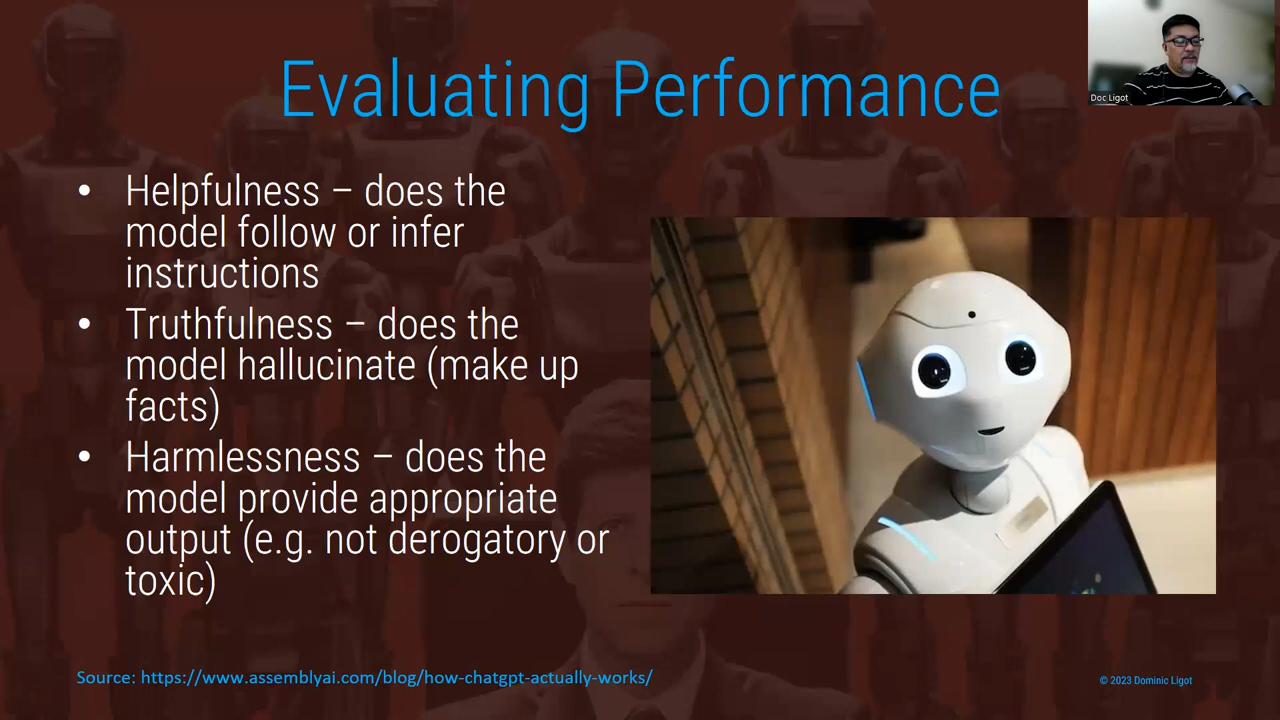 Evaluating Performance
Doc Ligot
• Helpfulness – does the
model follow or infer
instructions
• Truthfulness – does the
model hallucinate (make up
facts)
• Harmlessness – does the
model provide appropriate
output (e.g. not derogatory or
toxic)
Source: https://www.assemblyai.com/blog/how-chatgpt-actually-works/
© 2023 Dominic Ligot